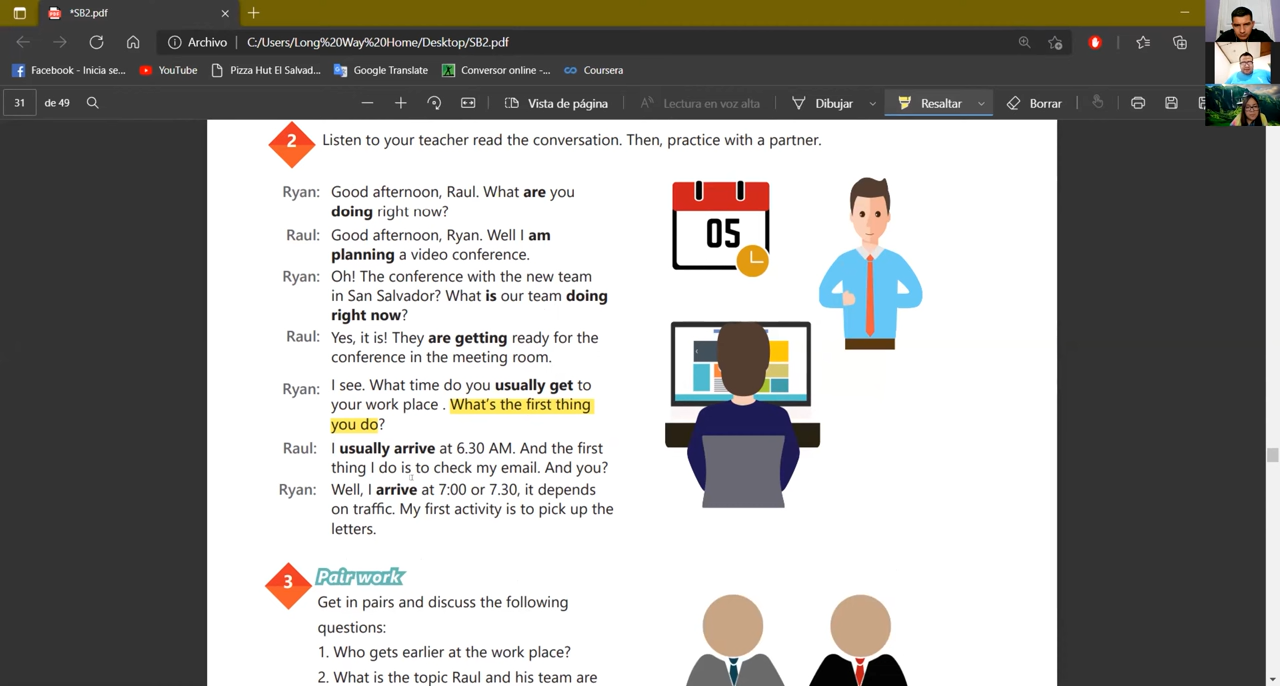 *SB2.pdf
Archivo
C:/Users/Long%20Way%20Home/Desktop/SB2.pdf
Facebook - Inicia se...
YouTube
Pizza Hut El Salvad...
Google Translate
Conversor online -...
Coursera
31
de 49
Vista de página
Lectura en voz alta
Dibujar
Resaltar
Borrar
2
Listen to your teacher read the conversation. Then, practice with a partner.
Ryan: Good afternoon, Raul. What are you
doing right now?
Raul: Good afternoon, Ryan. Well I am
planning a video conference.
Ryan: Oh! The conference with the new team
in San Salvador? What is our team doing
right now?
Raul: Yes, it is! They are getting ready for the
conference in the meeting room.
Ryan: I see. What time do you usually get to
your work place . What's the first thing
you do?
Raul: I usually arrive at 6.30 AM. And the first
thing I do is to check my email. And you?
Ryan: Well, I arrive at 7:00 or 7.30, it depends
on traffic. My first activity is to pick up the
letters.
05
3
Pair work
Get in pairs and discuss the following
questions:
1. Who gets earlier at the work place?
2. What is the topic Raul and his team are